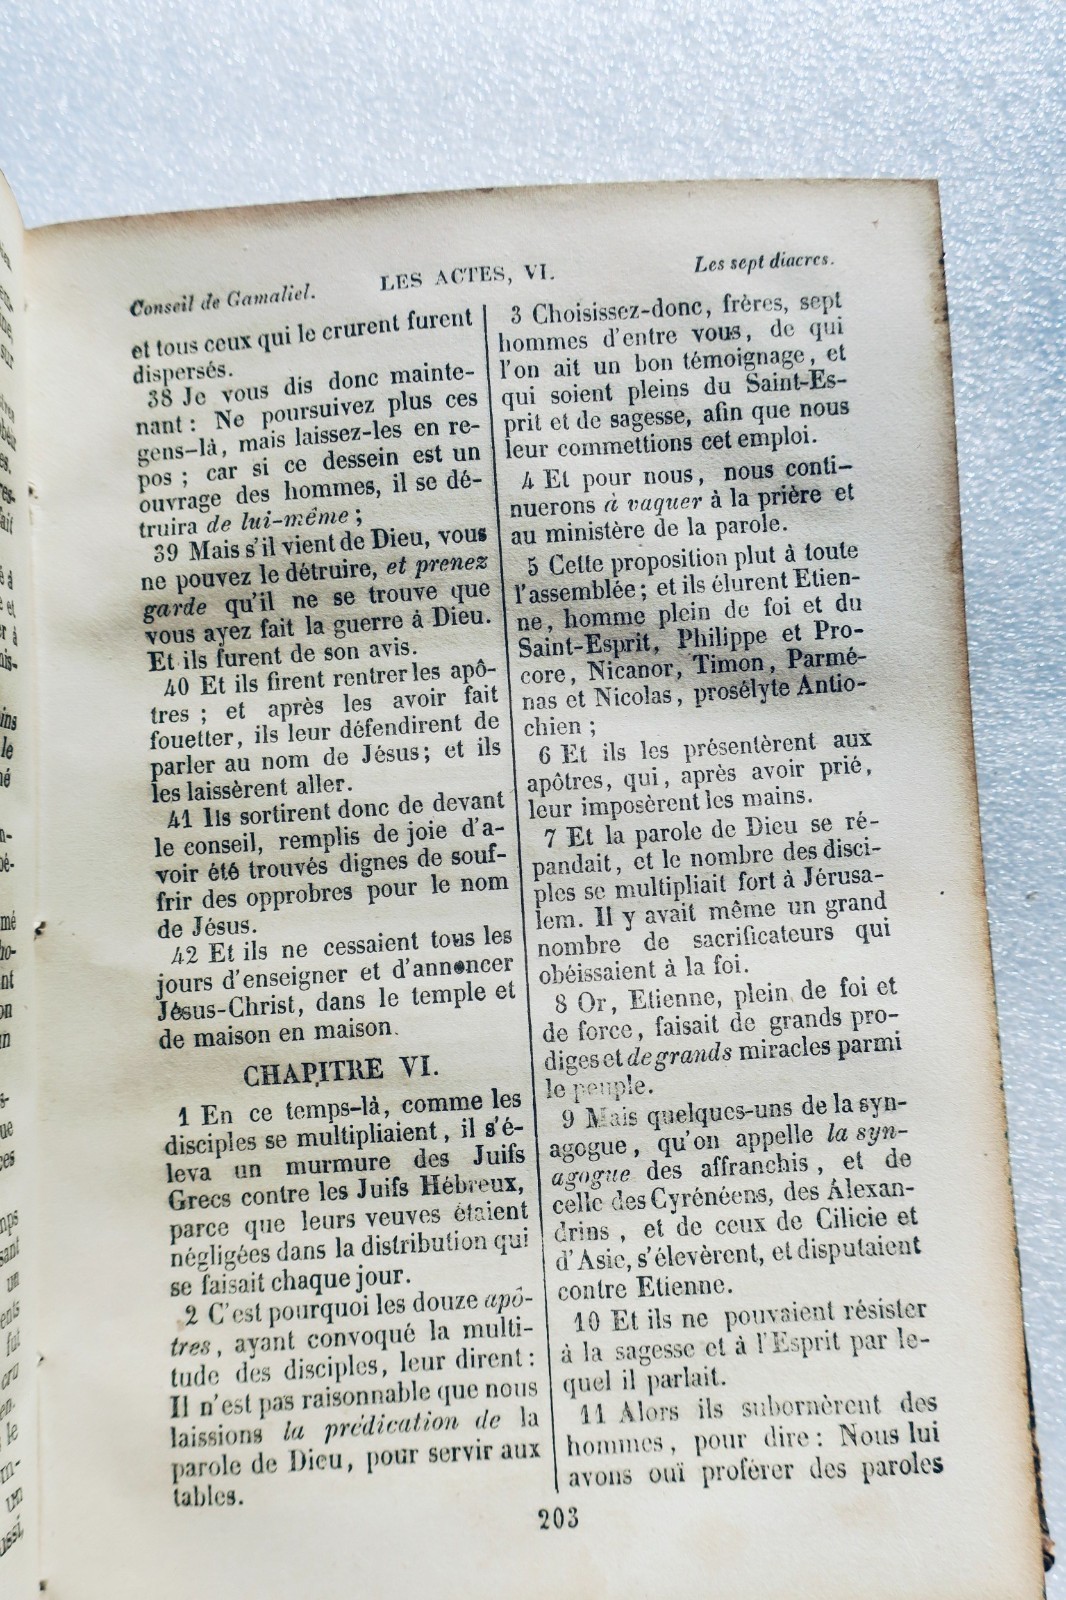 Conseil de Gamaliel.
LES ACTES, VI.
Les sept diacres.
et tous ceux qui le crurent furent
dispersés.
38 Je vous dis donc mainte-
nant : Ne poursuivez plus ces
gens-là, mais laissez-les en re-
pos ; car si ce dessein est un
ouvrage des hommes, il se dé-
truira de lui-même ;
39 Mais s'il vient de Dieu, vous
ne pouvez le détruire, et prenez
garde qu'il ne se trouve que
vous ayez fait la guerre à Dieu.
Et ils furent de son avis.
40 Et ils firent rentrer les apô-
tres ; et après les avoir fait
fouetter, ils leur défendirent de
parler au nom de Jésus; et ils
les laissèrent aller.
41 Ils sortirent donc de devant
le conseil, remplis de joie d'a-
voir été trouvés dignes de souf-
frir des opprobres pour le nom
de Jésus.
42 Et ils ne cessaient tous les
jours d'enseigner et d'annoncer
Jésus-Christ, dans le temple et
de maison en maison.
CHAPITRE VI.
1 En ce temps-là, comme les
disciples se multipliaient, il s'é-
leva un murmure des Juifs
Grecs contre les Juifs Hébreux,
parce que leurs veuves étaient
négligées dans la distribution qui
se faisait chaque jour.
2 C'est pourquoi les douze apô-
tres, ayant convoqué la multi-
tude des disciples, leur dirent :
Il n'est pas raisonnable que nous
laissions la prédication de la
parole de Dieu, pour servir aux
tables.
3 Choisissez-donc, frères, sept
hommes d'entre vous, de qui
l'on ait un bon témoignage, et
qui soient pleins du Saint-Es-
prit et de sagesse, afin que nous
leur commettions cet emploi.
4 Et pour nous, nous conti-
nuerons à vaquer à la prière et
au ministère de la parole.
5 Cette proposition plut à toute
l'assemblée; et ils élurent Etien-
ne, homme plein de foi et du
Saint-Esprit, Philippe et Pro-
core, Nicanor, Timon, Parmé-
nas et Nicolas, prosélyte Antio-
chien ;
6 Et ils les présentèrent aux
apôtres, qui, après avoir prié,
leur imposèrent les mains.
7 Et la parole de Dieu se ré-
pandait, et le nombre des disci-
ples se multipliait fort à Jérusa-
lem. Il y avait même un grand
nombre de sacrificateurs qui
obéissaient à la foi.
8 Or, Etienne, plein de foi et
de force, faisait de grands pro-
diges et de grands miracles parmi
le peuple.
9 Mais quelques-uns de la syn-
agogue, qu'on appelle la syn-
agogue des affranchis, et de
celle des Cyrénéens, des Alexan-
drins, et de ceux de Cilicie et
d'Asie, s'élevèrent, et disputaient
contre Etienne.
10 Et ils ne pouvaient résister
à la sagesse et à l'Esprit par le-
quel il parlait.
11 Alors ils subornèrent des
hommes, pour dire : Nous lui
avons ouï proférer des paroles
203